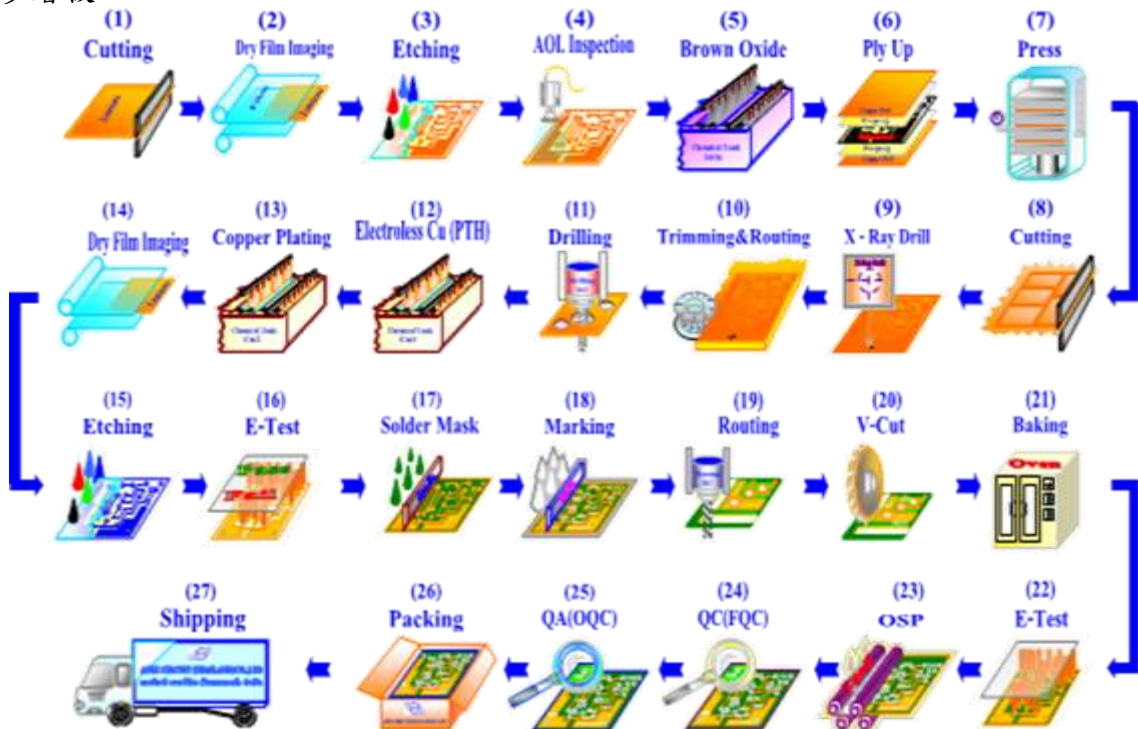 (1)
Cutting
(2)
Dry Film Imaging
(3)
Etching
(4)
AOL Inspection
(5)
Brown Oxide
(6)
Ply Up
(7)
Press
(8)
Cutting
(9)
X - Ray Drill
(10)
Trimming&Routing
(11)
Drilling
(12)
Electroless Cu (PTH)
(13)
Copper Plating
(14)
Dry Film Imaging
(15)
Etching
(16)
E-Test
(17)
Solder Mask
(18)
Marking
(19)
Routing
(20)
V-Cut
(21)
Baking
Oven
(22)
E-Test
(23)
OSP
(24)
QC(FQC)
(25)
QA(OQC)
(26)
Packing
(27)
Shipping